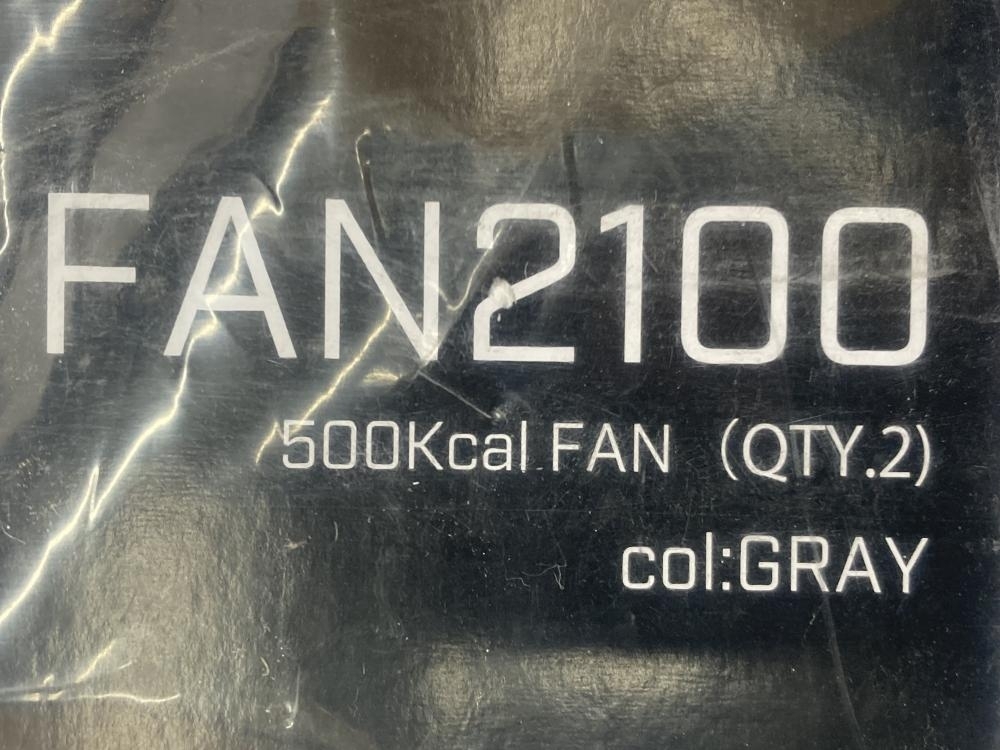 FAN2100
500Kcal FAN (QTY.2)
col:GRAY